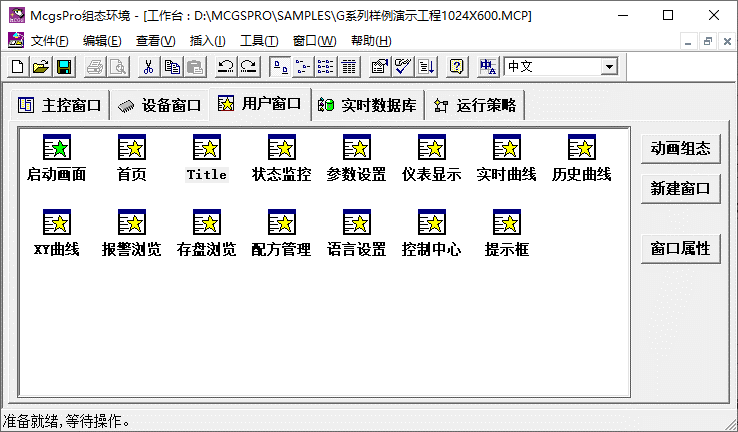 McgsPro组态环境 - [工作台 : D:\MCGSPRO\SAMPLES\G系列样例演示工程1024X600.MCP]
文件(F) 编辑(E) 查看(V) 插入(I) 工具(T) 窗口(W) 帮助(H)
中文
主控窗口 设备窗口 用户窗口 实时数据库 运行策略
启动画面 首页 Title 状态监控 参数设置 仪表显示 实时曲线 历史曲线
XY曲线 报警浏览 存盘浏览 配方管理 语言设置 控制中心 提示框
动画组态
新建窗口
窗口属性
准备就绪,等待操作。